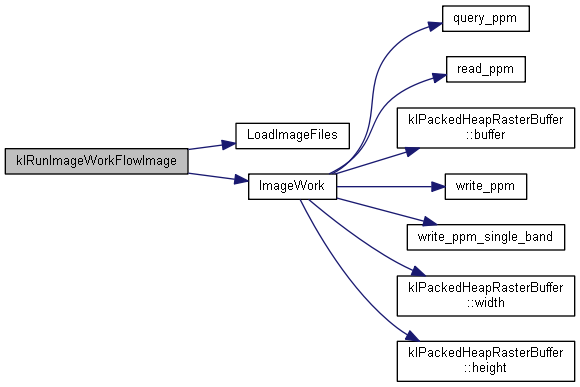 query_ppm
read_ppm
klPackedHeapRasterBuffer
::buffer
LoadImageFiles
klRunImageWorkFlowImage
ImageWork
write_ppm
write_ppm_single_band
klPackedHeapRasterBuffer
::width
klPackedHeapRasterBuffer
::height